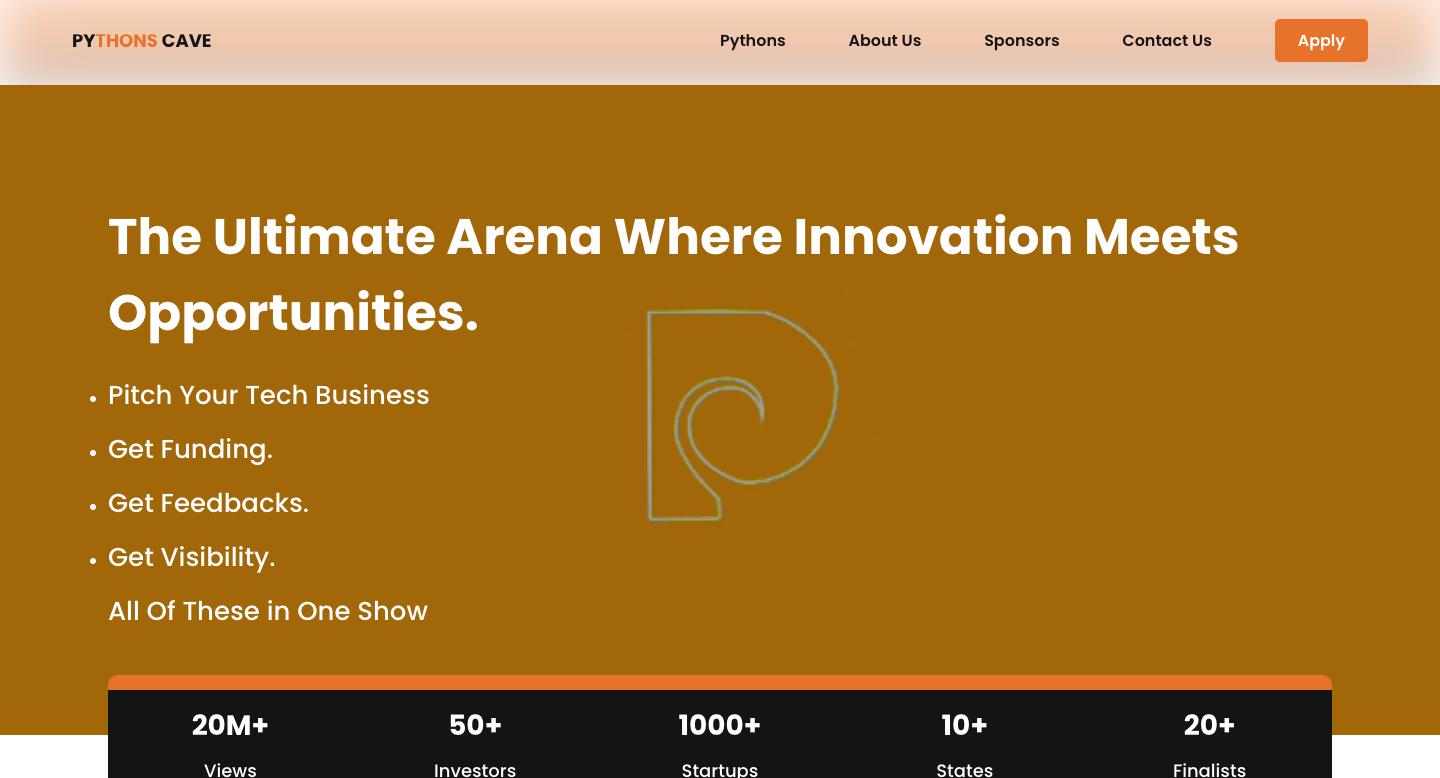 PYTHONS CAVE
Pythons
About Us
Sponsors
Contact Us
Apply
The Ultimate Arena Where Innovation Meets
Opportunities.
• Pitch Your Tech Business
• Get Funding.
• Get Feedbacks.
• Get Visibility.
All Of These in One Show
20M+
50+
1000+
10+
20+
Views
Investors
Startups
States
Finalists